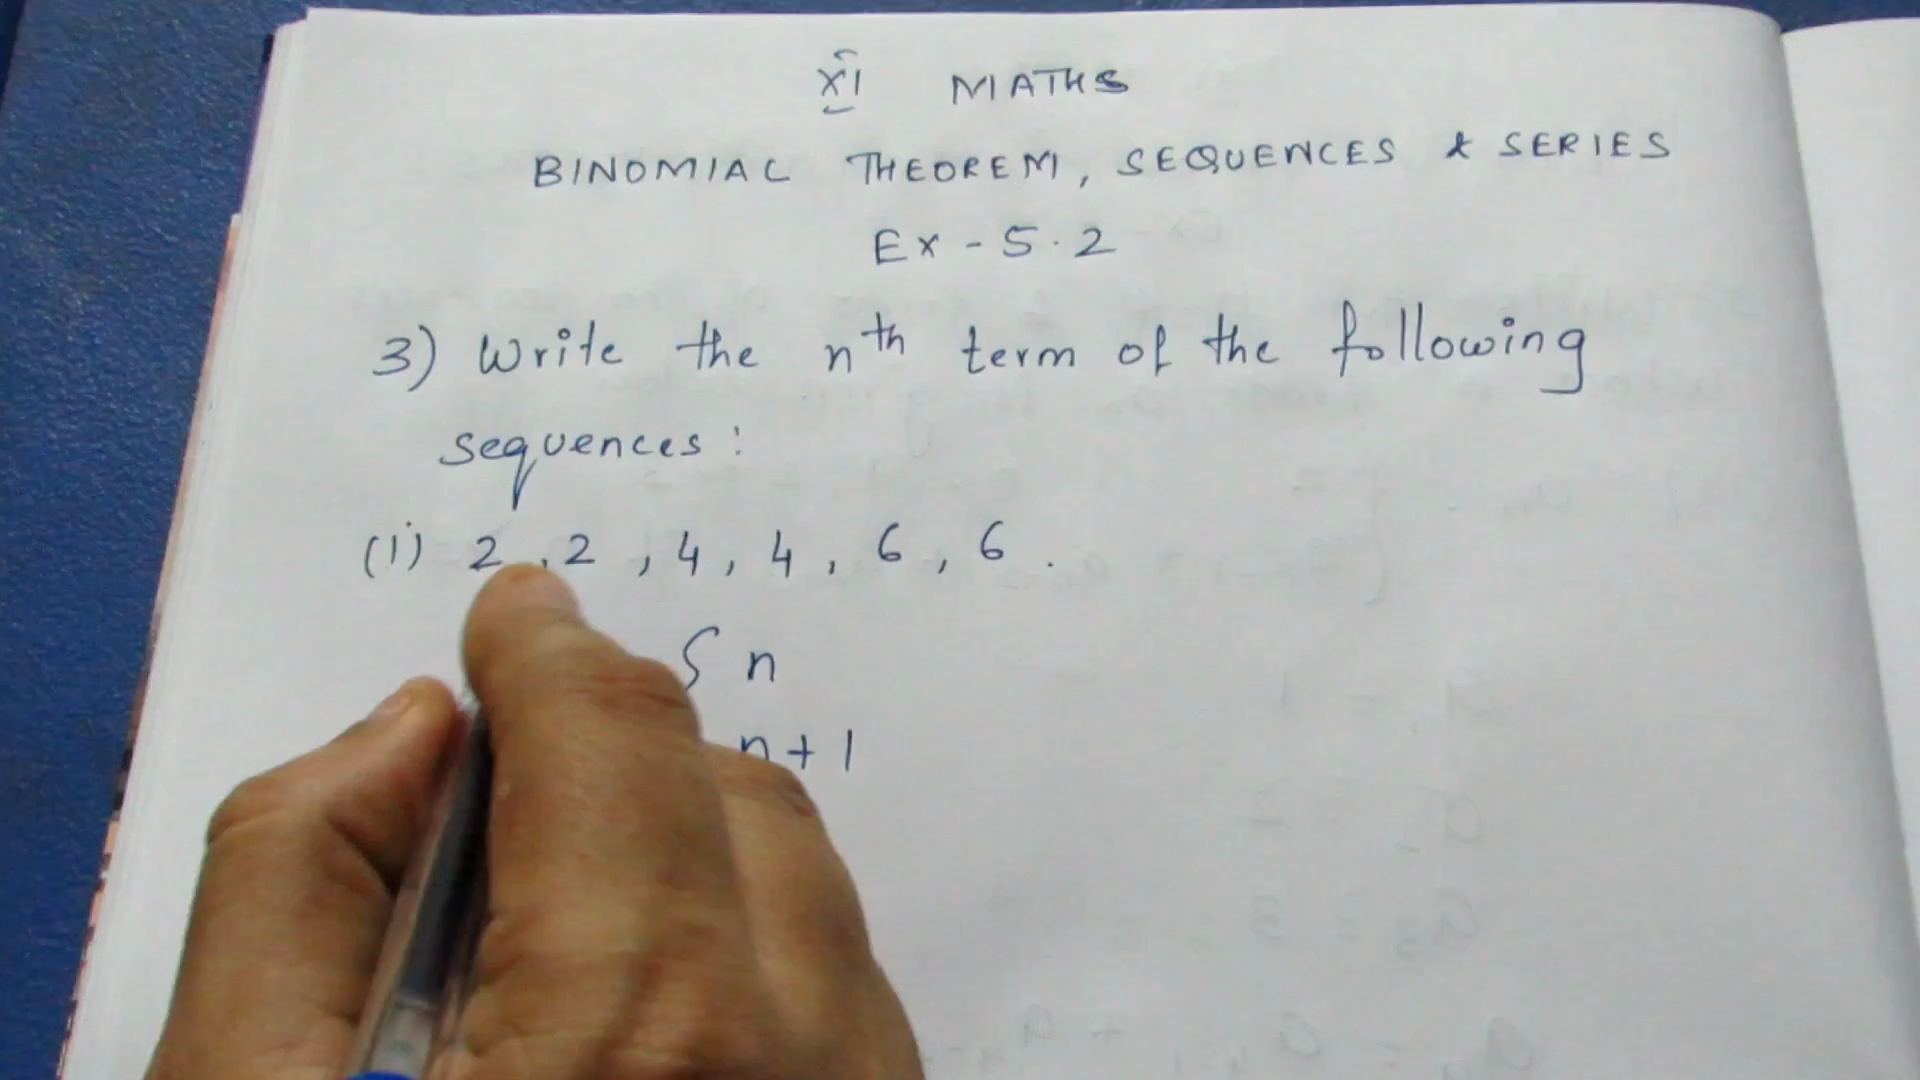 XI MATHS
BINOMIAL THEOREM, SEQUENCES & SERIES
Ex - 5.2
3) Write the nth term of the following
sequences:
(i) 2, 2, 4, 4, 6, 6.
{ n
n+1